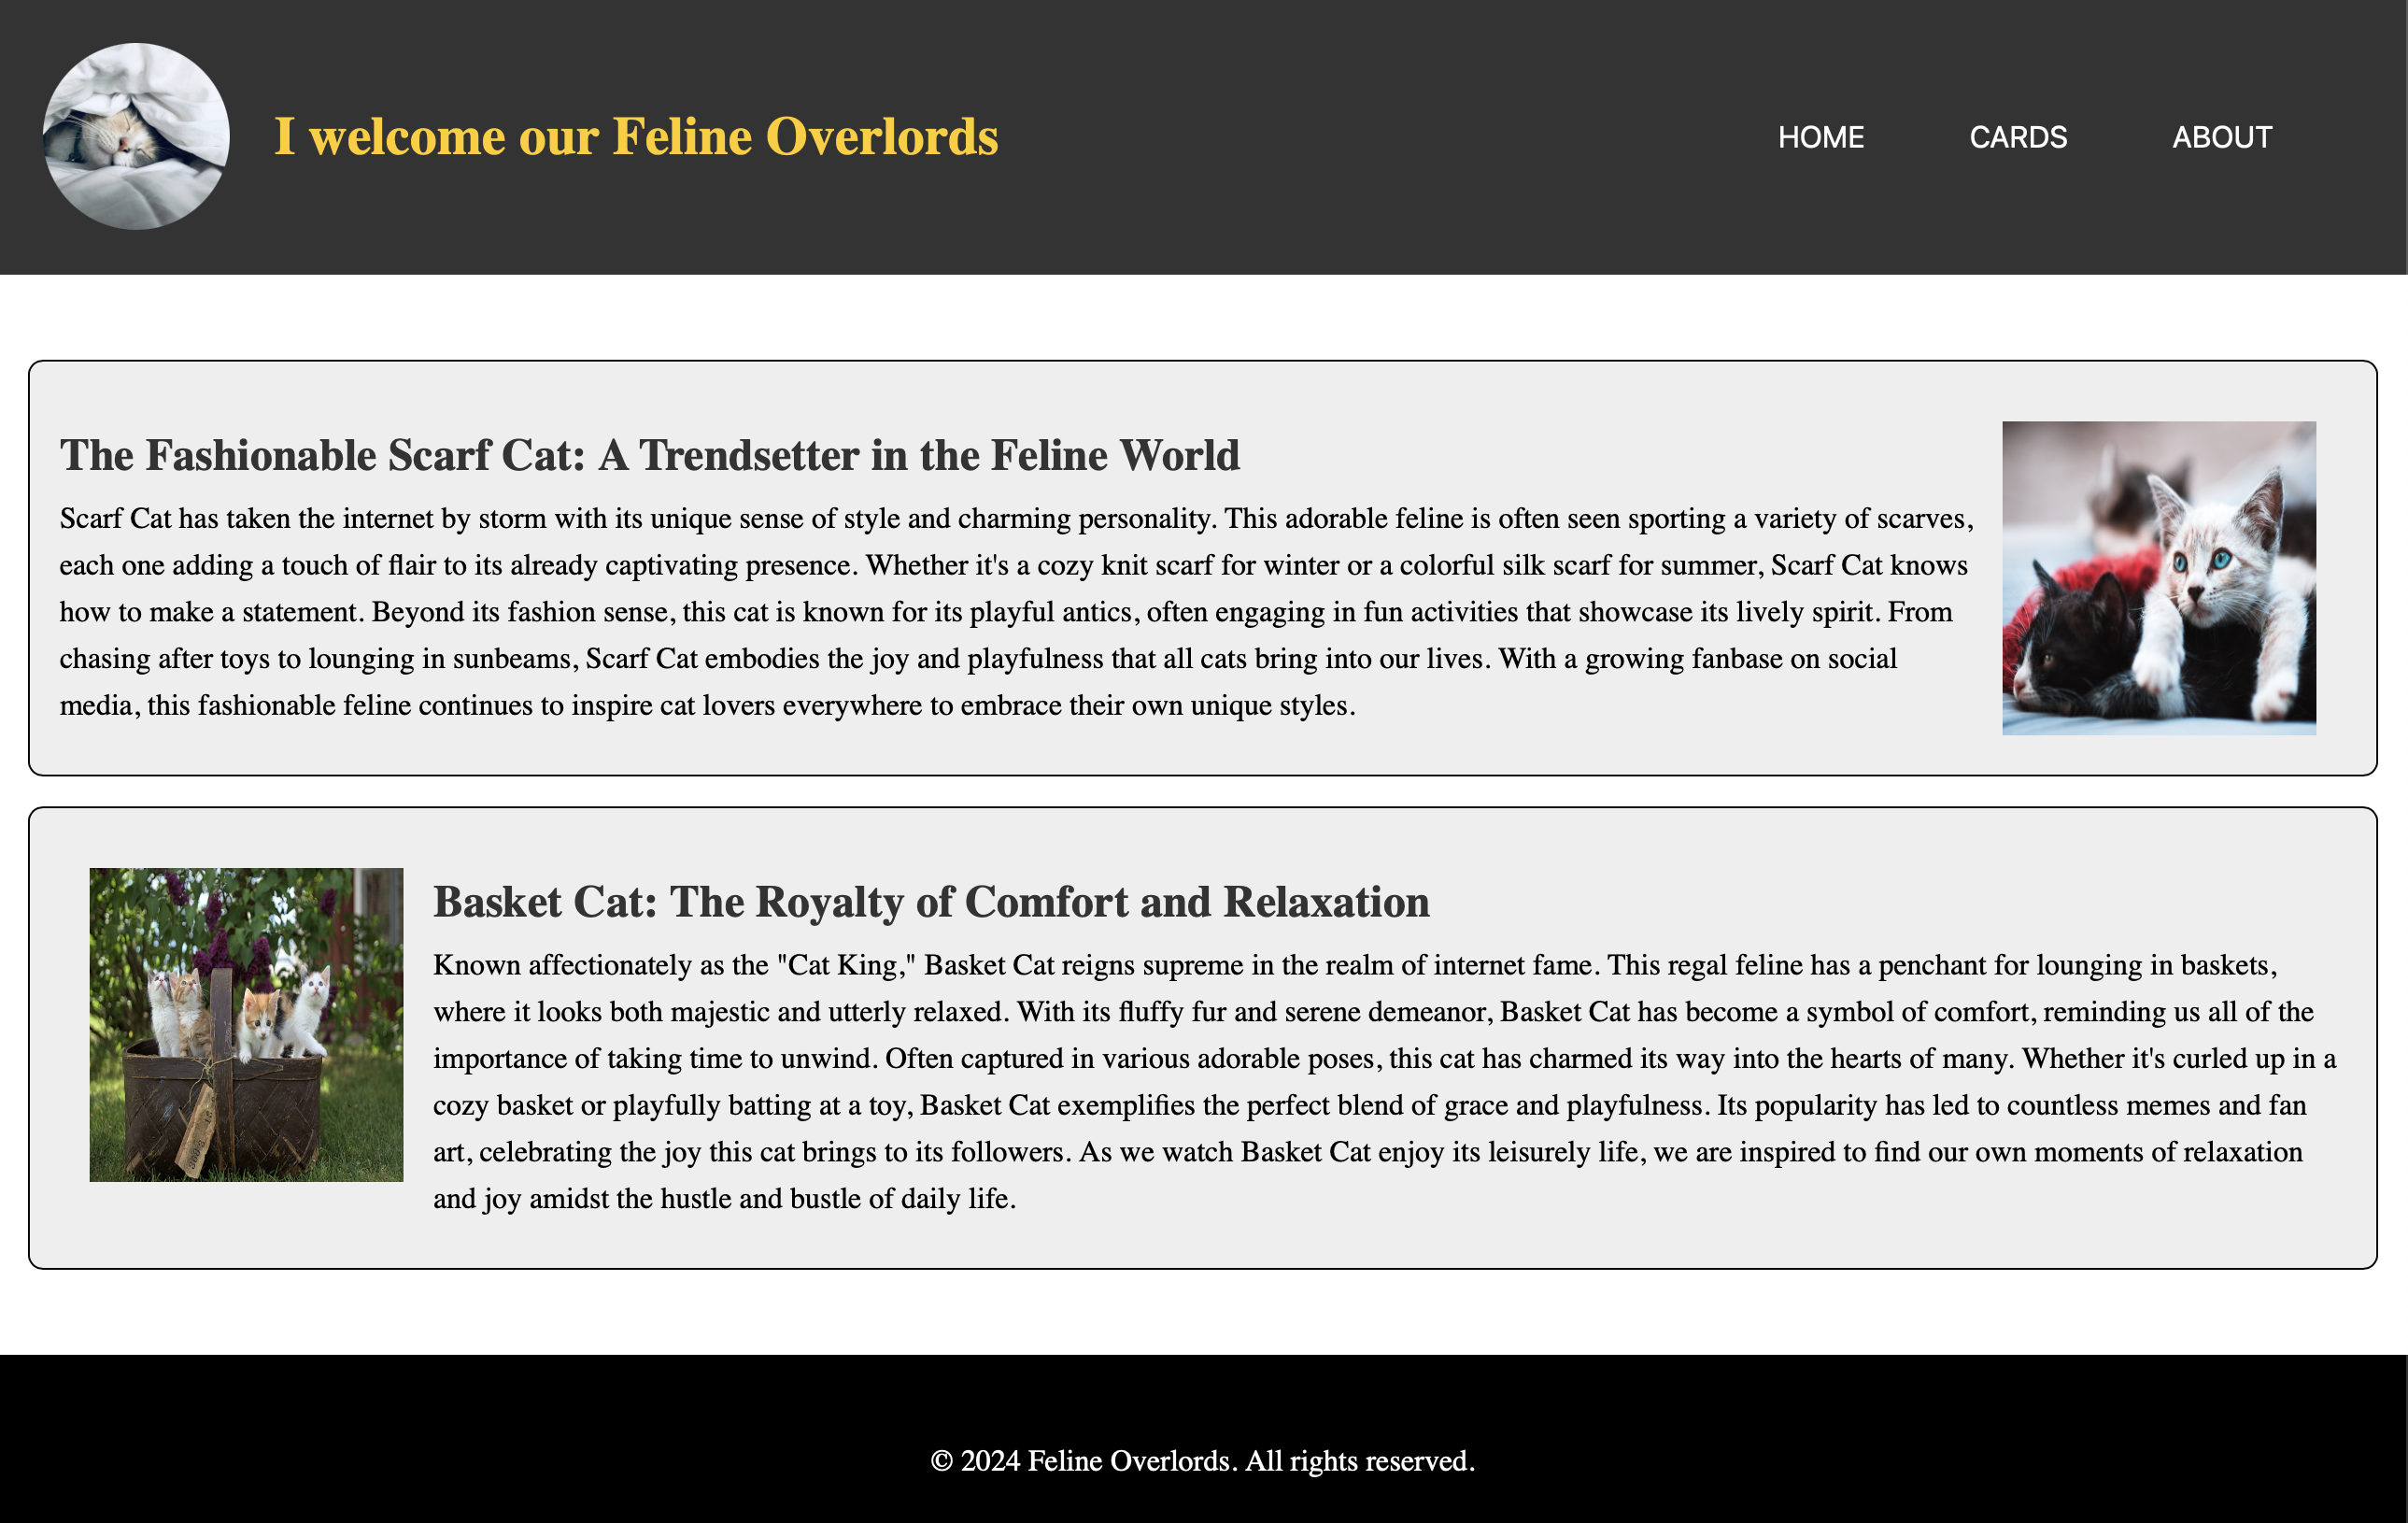 I welcome our Feline Overlords
HOME
CARDS
ABOUT
The Fashionable Scarf Cat: A Trendsetter in the Feline World
Scarf Cat has taken the internet by storm with its unique sense of style and charming personality. This adorable feline is often seen sporting a variety of scarves,
each one adding a touch of flair to its already captivating presence. Whether it's a cozy knit scarf for winter or a colorful silk scarf for summer, Scarf Cat knows
how to make a statement. Beyond its fashion sense, this cat is known for its playful antics, often engaging in fun activities that showcase its lively spirit. From
chasing after toys to lounging in sunbeams, Scarf Cat embodies the joy and playfulness that all cats bring into our lives. With a growing fanbase on social
media, this fashionable feline continues to inspire cat lovers everywhere to embrace their own unique styles.
Basket Cat: The Royalty of Comfort and Relaxation
Known affectionately as the "Cat King," Basket Cat reigns supreme in the realm of internet fame. This regal feline has a penchant for lounging in baskets,
where it looks both majestic and utterly relaxed. With its fluffy fur and serene demeanor, Basket Cat has become a symbol of comfort, reminding us all of the
importance of taking time to unwind. Often captured in various adorable poses, this cat has charmed its way into the hearts of many. Whether it's curled up in a
cozy basket or playfully batting at a toy, Basket Cat exemplifies the perfect blend of grace and playfulness. Its popularity has led to countless memes and fan
art, celebrating the joy this cat brings to its followers. As we watch Basket Cat enjoy its leisurely life, we are inspired to find our own moments of relaxation
and joy amidst the hustle and bustle of daily life.
© 2024 Feline Overlords. All rights reserved.